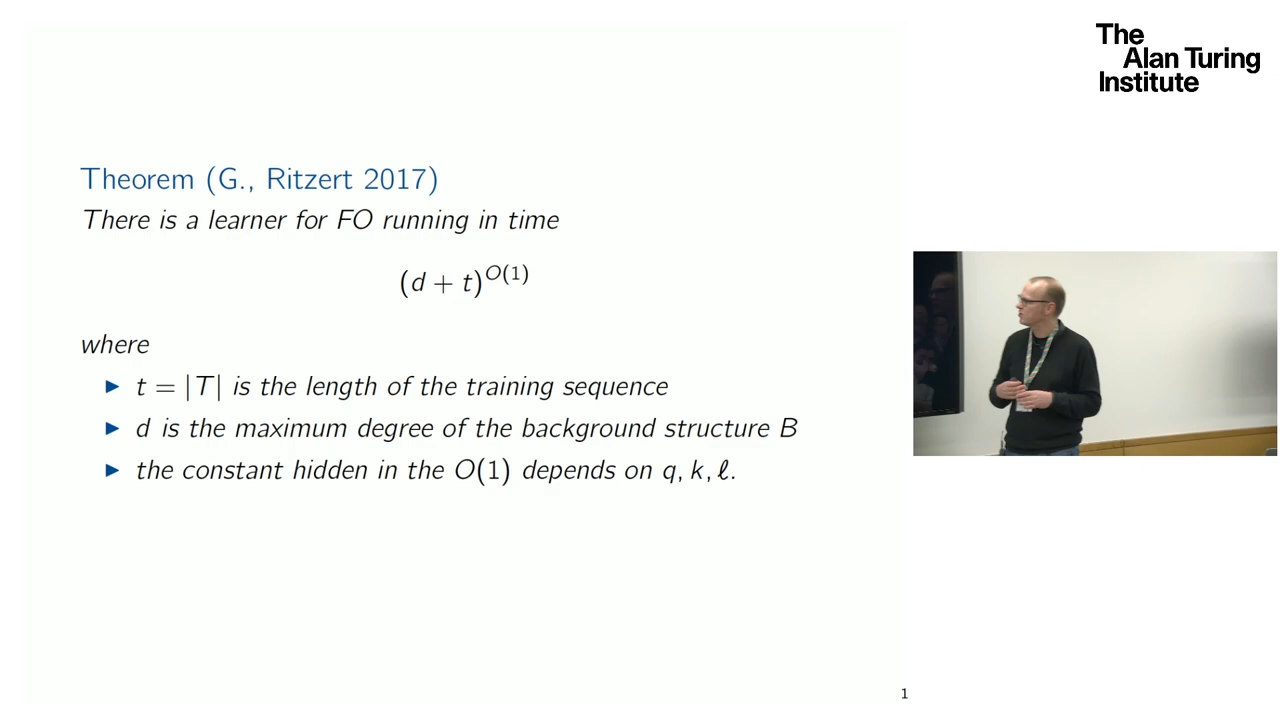 The
Alan Turing
Institute
Theorem (G., Ritzert 2017)
There is a learner for FO running in time
(d + t)^{O(1)}
where
▶ t = |T| is the length of the training sequence
▶ d is the maximum degree of the background structure B
▶ the constant hidden in the O(1) depends on q, k, ℓ.
1